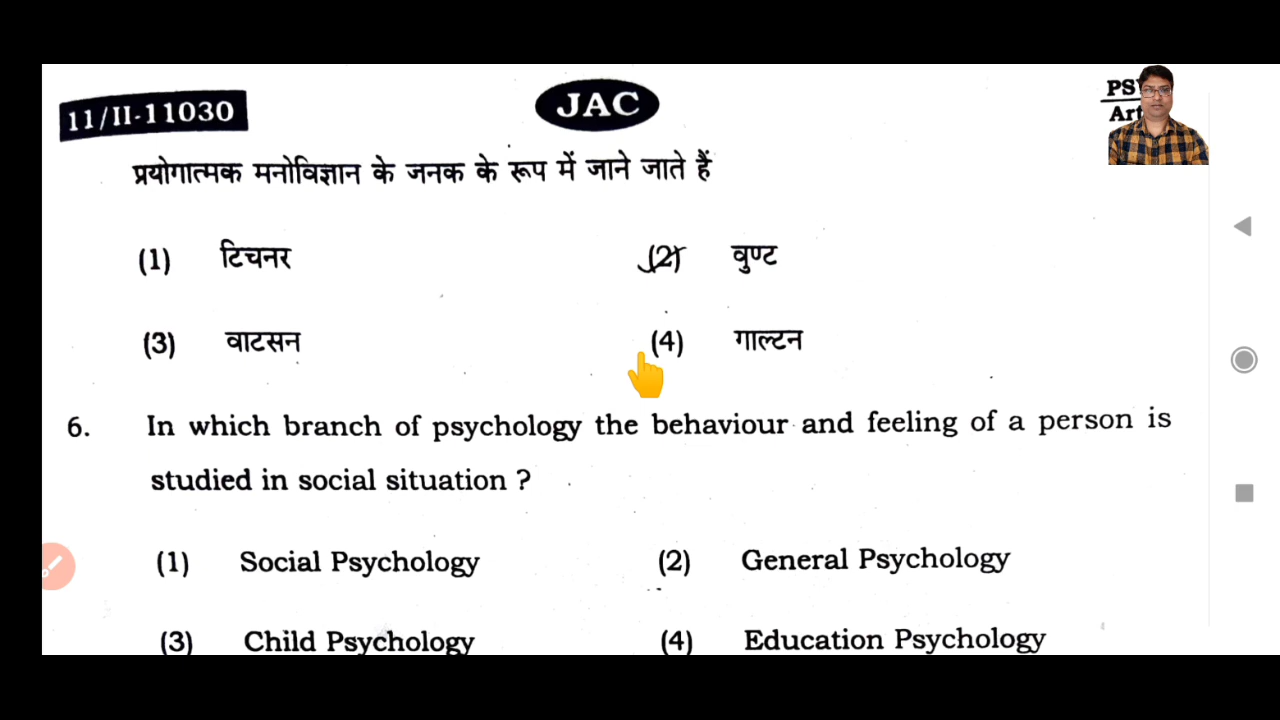 11/II-11030
JAC
PS
Art
प्रयोगात्मक मनोविज्ञान के जनक के रूप में जाने जाते हैं
(1) टिचनर (2) वुण्ट
(3) वाटसन (4) गाल्टन
6. In which branch of psychology the behaviour and feeling of a person is
studied in social situation ?
(1) Social Psychology (2) General Psychology
(3) Child Psychology (4) Education Psychology